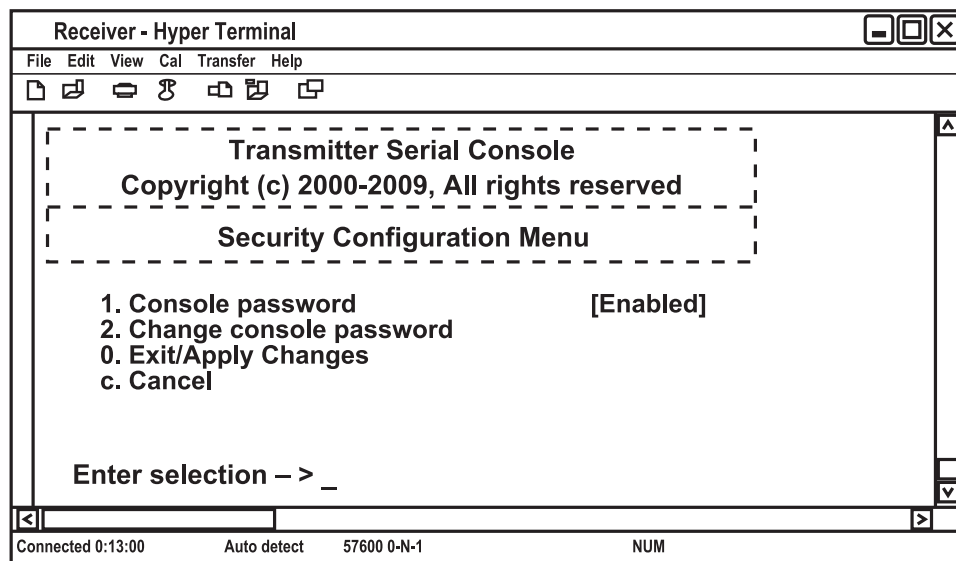 Receiver - Hyper Terminal
File Edit View Cal Transfer Help
Transmitter Serial Console
Copyright (c) 2000-2009, All rights reserved
Security Configuration Menu
1. Console password [Enabled]
2. Change console password
0. Exit/Apply Changes
c. Cancel
Enter selection – > _
Connected 0:13:00 Auto detect 57600 0-N-1 NUM